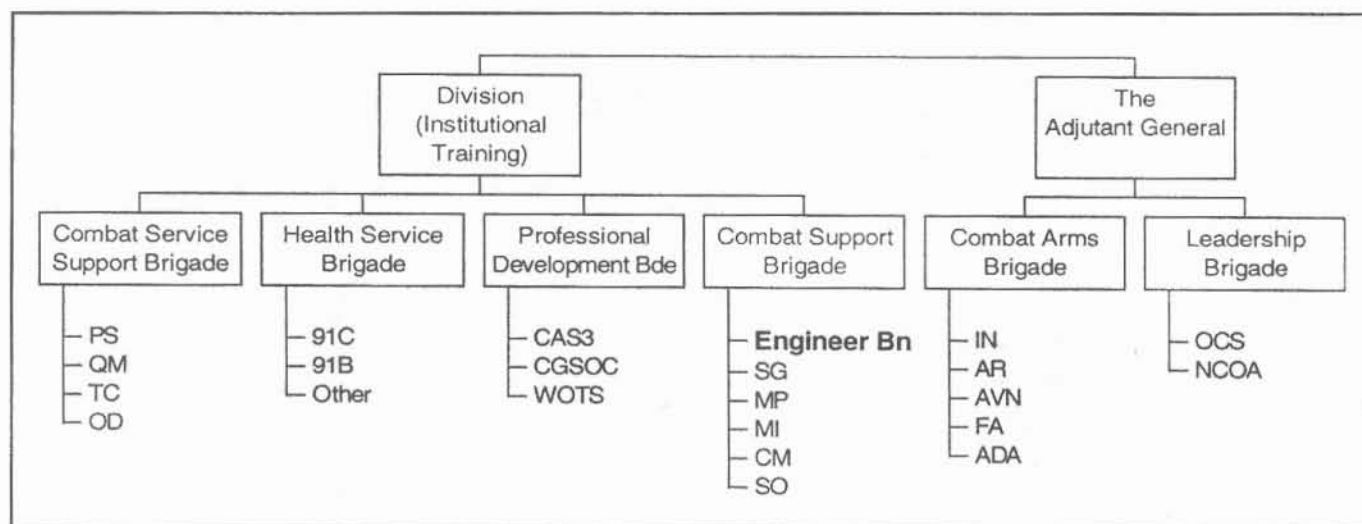 Division
(Institutional
Training)
The
Adjutant General
Combat Service
Support Brigade
Health Service
Brigade
Professional
Development Bde
Combat Support
Brigade
Combat Arms
Brigade
Leadership
Brigade
PS
QM
TC
OD
91C
91B
Other
CAS3
CGSOC
WOTS
Engineer Bn
SG
MP
MI
CM
SO
IN
AR
AVN
FA
ADA
OCS
NCOA